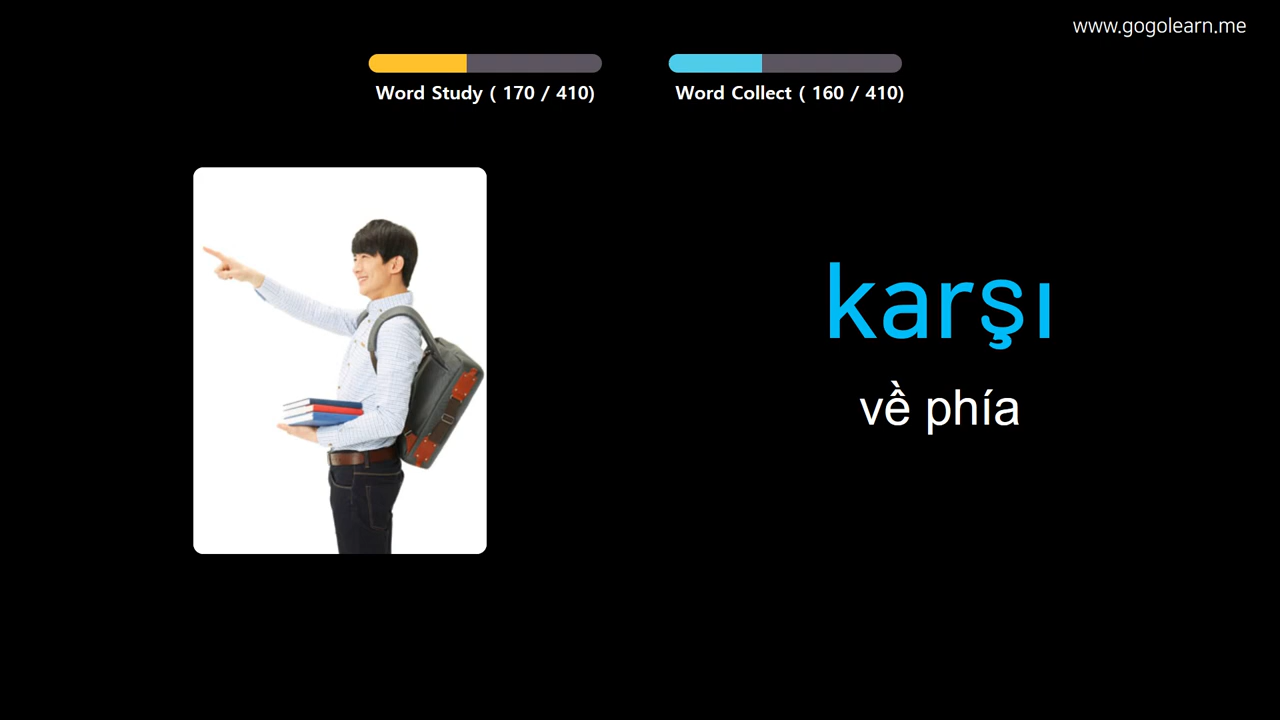 www.gogolearn.me
Word Study ( 170 / 410)
Word Collect ( 160 / 410)
karşı
về phía